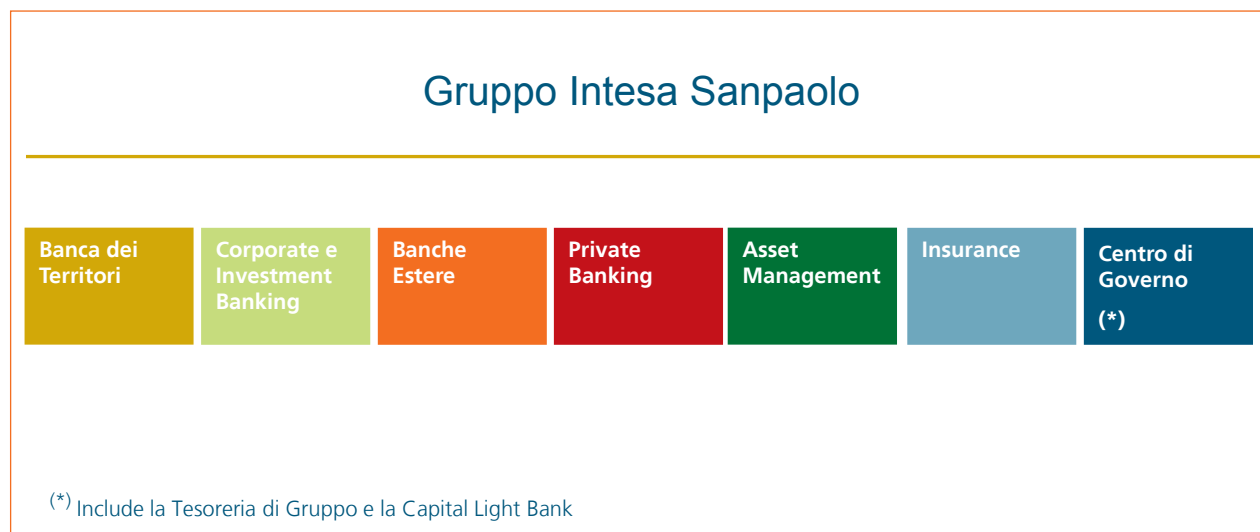 Gruppo Intesa Sanpaolo
Banca dei
Territori
Corporate e
Investment
Banking
Banche
Estere
Private
Banking
Asset
Management
Insurance
Centro di
Governo
(*)
(*) Include la Tesoreria di Gruppo e la Capital Light Bank